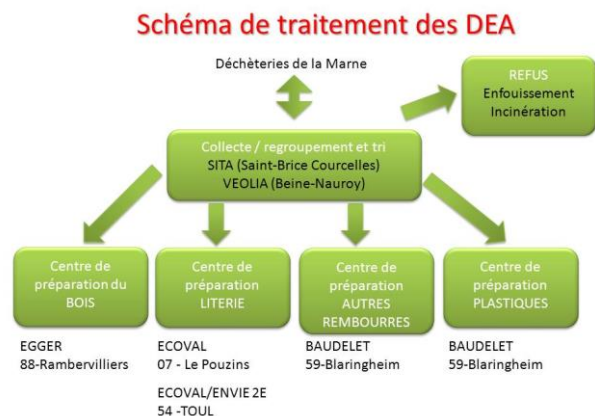 Schéma de traitement des DEA
Déchèteries de la Marne
REFUS
Enfouissement
Incinération
Collecte / regroupement et tri
SITA (Saint-Brice Courcelles)
VEOLIA (Beine-Nauroy)
Centre de
préparation du
BOIS
Centre de
préparation
LITERIE
Centre de
préparation
AUTRES
REMBOURRES
Centre de
préparation
PLASTIQUES
EGGER
88-Rambervilliers
ECOVAL
07 - Le Pouzins
ECOVAL/ENVIE 2E
54 -TOUL
BAUDELET
59-Blaringheim
BAUDELET
59-Blaringheim